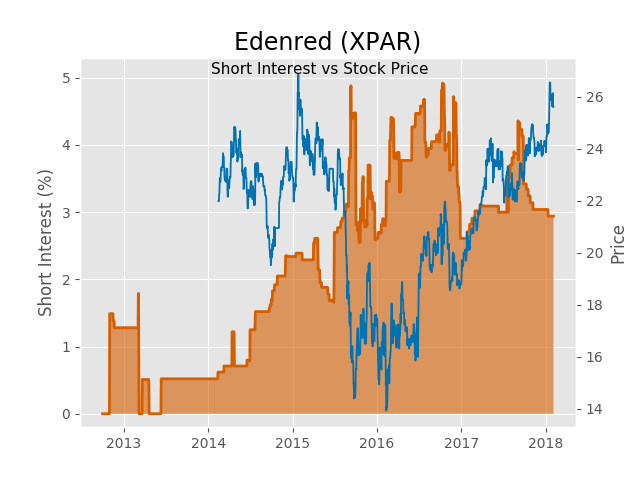 Edenred (XPAR)
Short Interest vs Stock Price
5
4
3
2
1
0
Short Interest (%)
26
24
22
20
18
16
14
Price
2013 2014 2015 2016 2017 2018